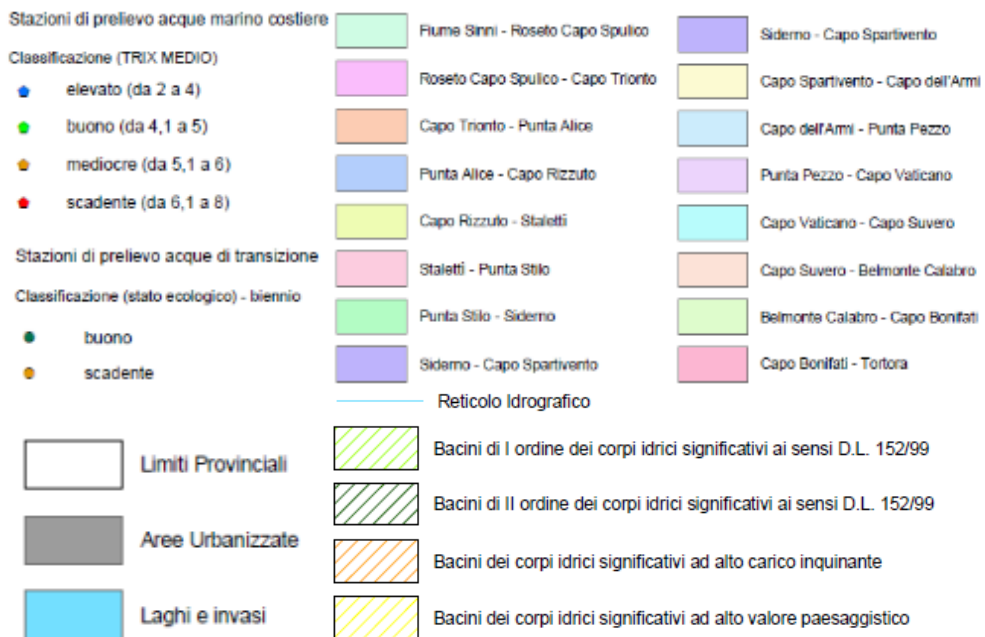 Stazioni di prelievo acque marino costiere
Classificazione (TRIX MEDIO)
elevato (da 2 a 4)
buono (da 4,1 a 5)
mediocre (da 5,1 a 6)
scadente (da 6,1 a 8)
Stazioni di prelievo acque di transizione
Classificazione (stato ecologico) - biennio
buono
scadente
Fiume Sinni - Roseto Capo Spulico
Roseto Capo Spulico - Capo Trionto
Capo Trionto - Punta Alice
Punta Alice - Capo Rizzuto
Capo Rizzuto - Stalettì
Stalettì - Punta Stilo
Punta Stilo - Siderno
Siderno - Capo Spartivento
Siderno - Capo Spartivento
Capo Spartivento - Capo dell'Armi
Capo dell'Armi - Punta Pezzo
Punta Pezzo - Capo Vaticano
Capo Vaticano - Capo Suvero
Capo Suvero - Belmonte Calabro
Belmonte Calabro - Capo Bonifati
Capo Bonifati - Tortora
Reticolo Idrografico
Limiti Provinciali
Aree Urbanizzate
Laghi e invasi
Bacini di I ordine dei corpi idrici significativi ai sensi D.L. 152/99
Bacini di II ordine dei corpi idrici significativi ai sensi D.L. 152/99
Bacini dei corpi idrici significativi ad alto carico inquinante
Bacini dei corpi idrici significativi ad alto valore paesaggistico